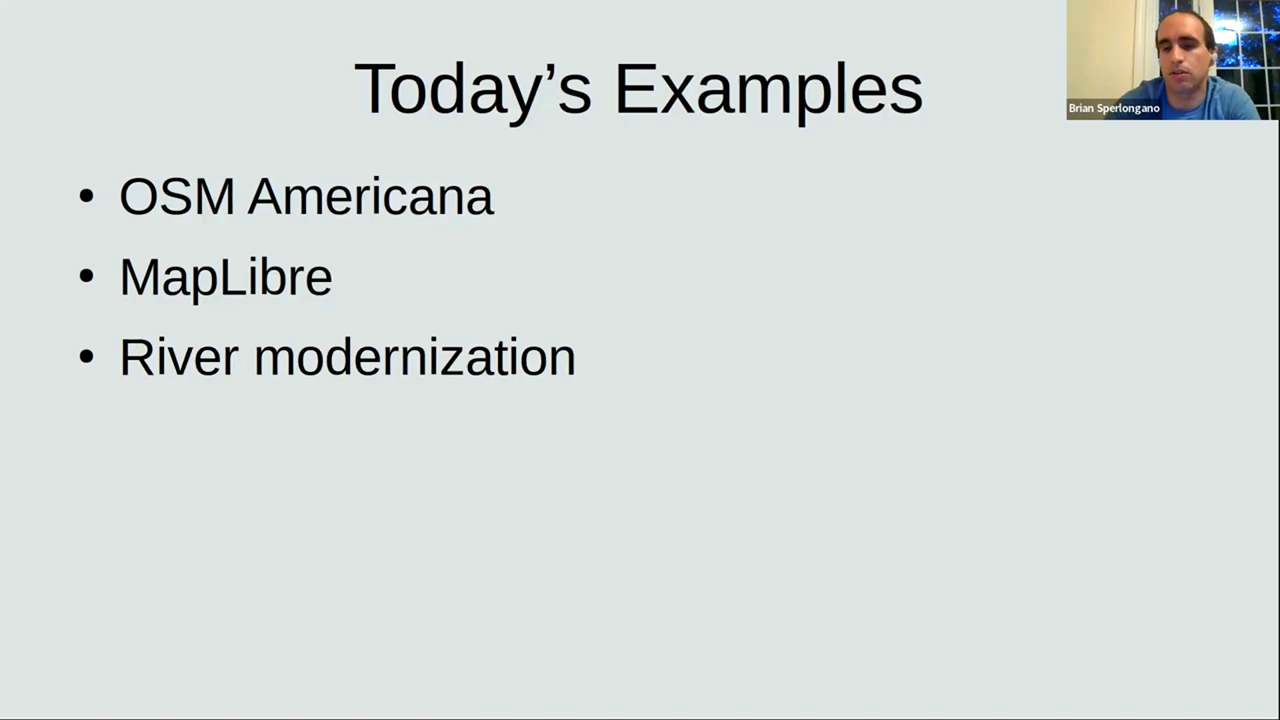 Today’s Examples
Brian Sperlongano
• OSM Americana
• MapLibre
• River modernization